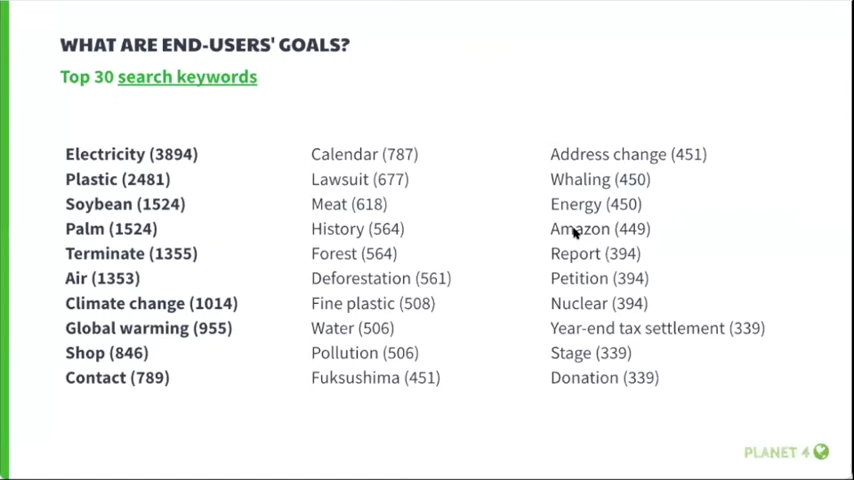 WHAT ARE END-USERS' GOALS?
Top 30 search keywords
Electricity (3894)
Plastic (2481)
Soybean (1524)
Palm (1524)
Terminate (1355)
Air (1353)
Climate change (1014)
Global warming (955)
Shop (846)
Contact (789)
Calendar (787)
Lawsuit (677)
Meat (618)
History (564)
Forest (564)
Deforestation (561)
Fine plastic (508)
Water (506)
Pollution (506)
Fuksushima (451)
Address change (451)
Whaling (450)
Energy (450)
Amazon (449)
Report (394)
Petition (394)
Nuclear (394)
Year-end tax settlement (339)
Stage (339)
Donation (339)
PLANET 4